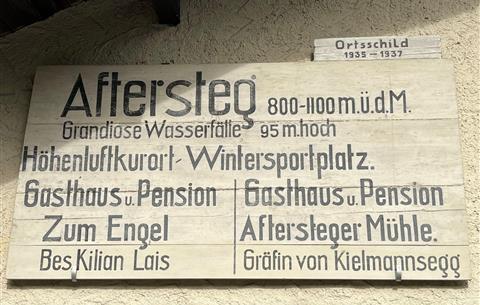 Ortsschild
1935 - 1937
Aftersteg 800-1100 m.ü.d.M.
Grandiose Wasserfälle 95 m.hoch
Höhenluftkurort - Wintersportplatz.
Gasthaus u. Pension
Zum Engel
Bes Kilian Lais
Gasthaus u. Pension
Aftersteger Mühle.
Gräfin von Kielmannsegg